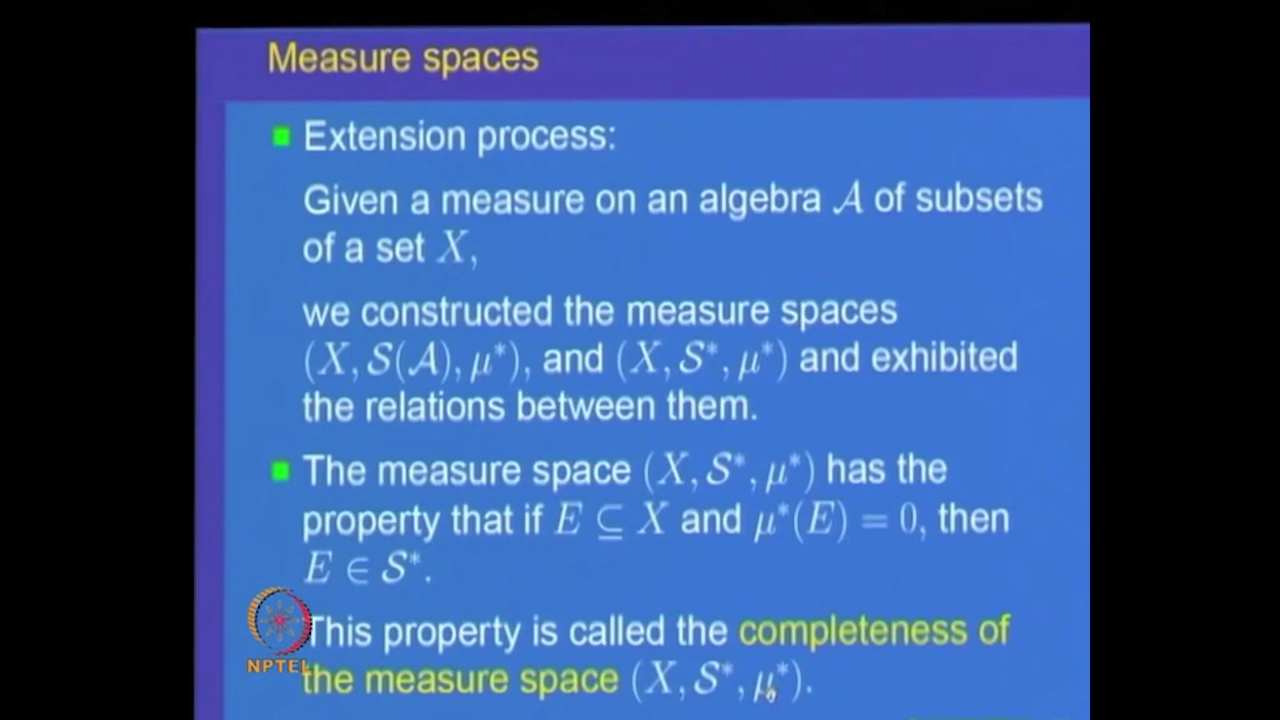 Measure spaces
Extension process:
Given a measure on an algebra 𝒜 of subsets
of a set X,
we constructed the measure spaces
(X, 𝒮(𝒜), μ*), and (X, 𝒮*, μ*) and exhibited
the relations between them.
The measure space (X, 𝒮*, μ*) has the
property that if E ⊆ X and μ*(E) = 0, then
E ∈ 𝒮*.
This property is called the completeness of
the measure space (X, 𝒮*, μ*).
NPTEL